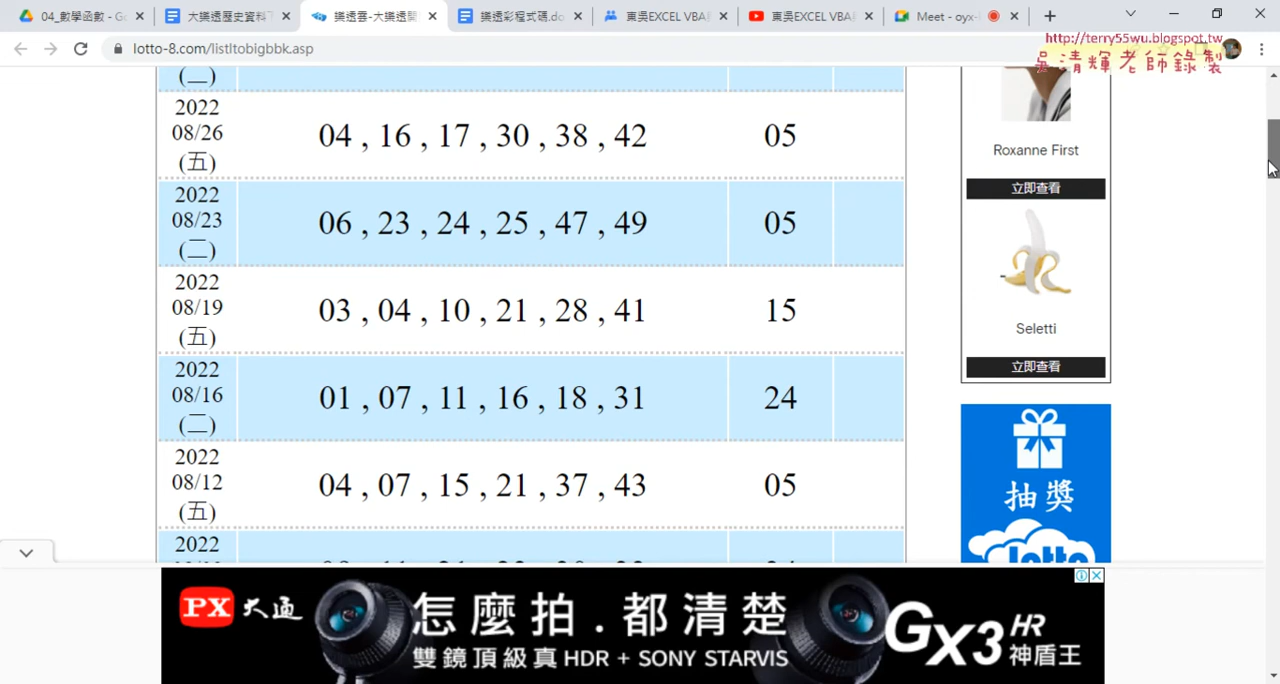 04_數學函數 - G
大樂透歷史資料下
樂透雲-大樂透開
樂透彩程式碼.do
東吳EXCEL VBA
東吳EXCEL VBA
Meet - oyx-
lotto-8.com/listltobigbbk.asp
http://terry55wu.blogspot.tw
吳清輝老師錄製
(二)
2022
08/26
(五)
04 , 16 , 17 , 30 , 38 , 42
05
2022
08/23
(二)
06 , 23 , 24 , 25 , 47 , 49
05
2022
08/19
(五)
03 , 04 , 10 , 21 , 28 , 41
15
2022
08/16
(二)
01 , 07 , 11 , 16 , 18 , 31
24
2022
08/12
(五)
04 , 07 , 15 , 21 , 37 , 43
05
2022
Roxanne First
立即查看
Seletti
立即查看
抽獎
lotto
PX 大通
怎麼拍.都清楚
雙鏡頂級真HDR + SONY STARVIS
GX3 HR
神盾王